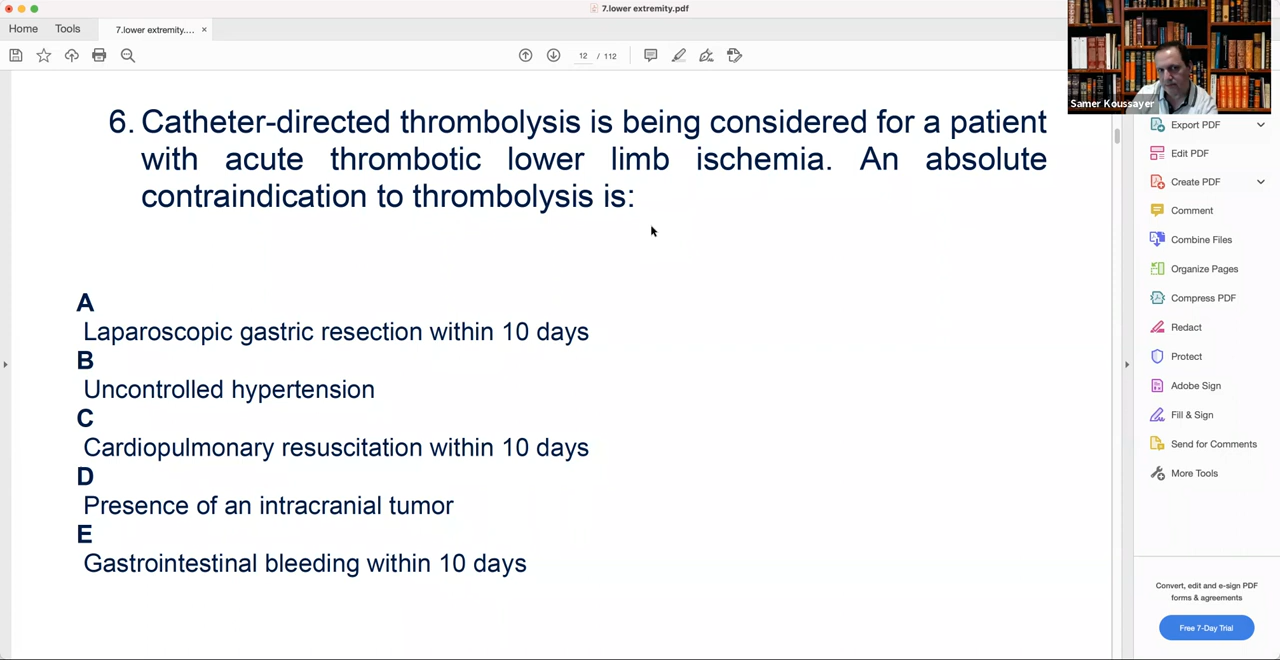 7.lower extremity.pdf
Home
Tools
7.lower extremity....
×
12 / 112
Samer Koussayer
6. Catheter-directed thrombolysis is being considered for a patient
with acute thrombotic lower limb ischemia. An absolute
contraindication to thrombolysis is:
A
Laparoscopic gastric resection within 10 days
B
Uncontrolled hypertension
C
Cardiopulmonary resuscitation within 10 days
D
Presence of an intracranial tumor
E
Gastrointestinal bleeding within 10 days
Export PDF
Edit PDF
Create PDF
Comment
Combine Files
Organize Pages
Compress PDF
Redact
Protect
Adobe Sign
Fill & Sign
Send for Comments
More Tools
Convert, edit and e-sign PDF
forms & agreements
Free 7-Day Trial